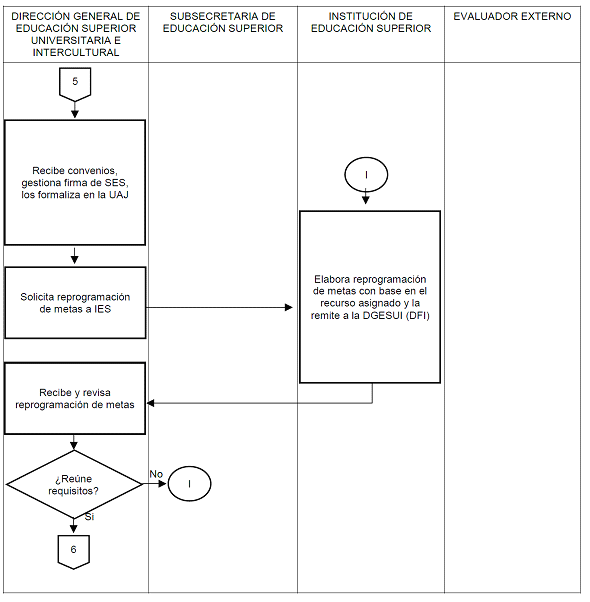 DIRECCIÓN GENERAL DE
EDUCACIÓN SUPERIOR
UNIVERSITARIA E
INTERCULTURAL
SUBSECRETARIA DE
EDUCACIÓN SUPERIOR
INSTITUCIÓN DE
EDUCACIÓN SUPERIOR
EVALUADOR EXTERNO
5
Recibe convenios,
gestiona firma de SES,
los formaliza en la UAJ
I
Solicita reprogramación
de metas a IES
Elabora reprogramación
de metas con base en el
recurso asignado y la
remite a la DGESUI (DFI)
Recibe y revisa
reprogramación de metas
¿Reúne
requisitos?
No
I
Si
6